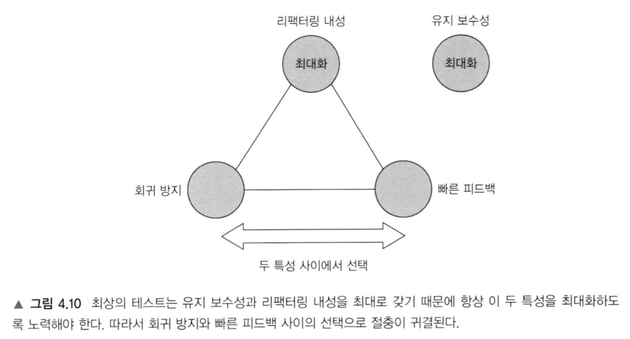 리팩터링 내성
유지 보수성
최대화
최대화
회귀 방지
빠른 피드백
두 특성 사이에서 선택
▲ 그림 4.10 최상의 테스트는 유지 보수성과 리팩터링 내성을 최대로 갖기 때문에 항상 이 두 특성을 최대화하도
록 노력해야 한다. 따라서 회귀 방지와 빠른 피드백 사이의 선택으로 절충이 귀결된다.